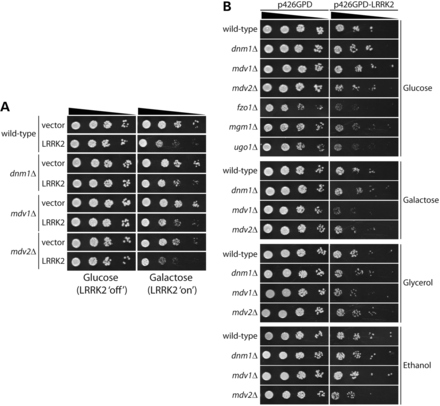 A
wild-type
vector
LRRK2
dnm1Δ
vector
LRRK2
mdv1Δ
vector
LRRK2
mdv2Δ
vector
LRRK2
Glucose
(LRRK2 'off')
Galactose
(LRRK2 'on')
B
p426GPD
p426GPD-LRRK2
wild-type
dnm1Δ
mdv1Δ
mdv2Δ
fzo1Δ
mgm1Δ
ugo1Δ
Glucose
wild-type
dnm1Δ
mdv1Δ
mdv2Δ
Galactose
wild-type
dnm1Δ
mdv1Δ
mdv2Δ
Glycerol
wild-type
dnm1Δ
mdv1Δ
mdv2Δ
Ethanol